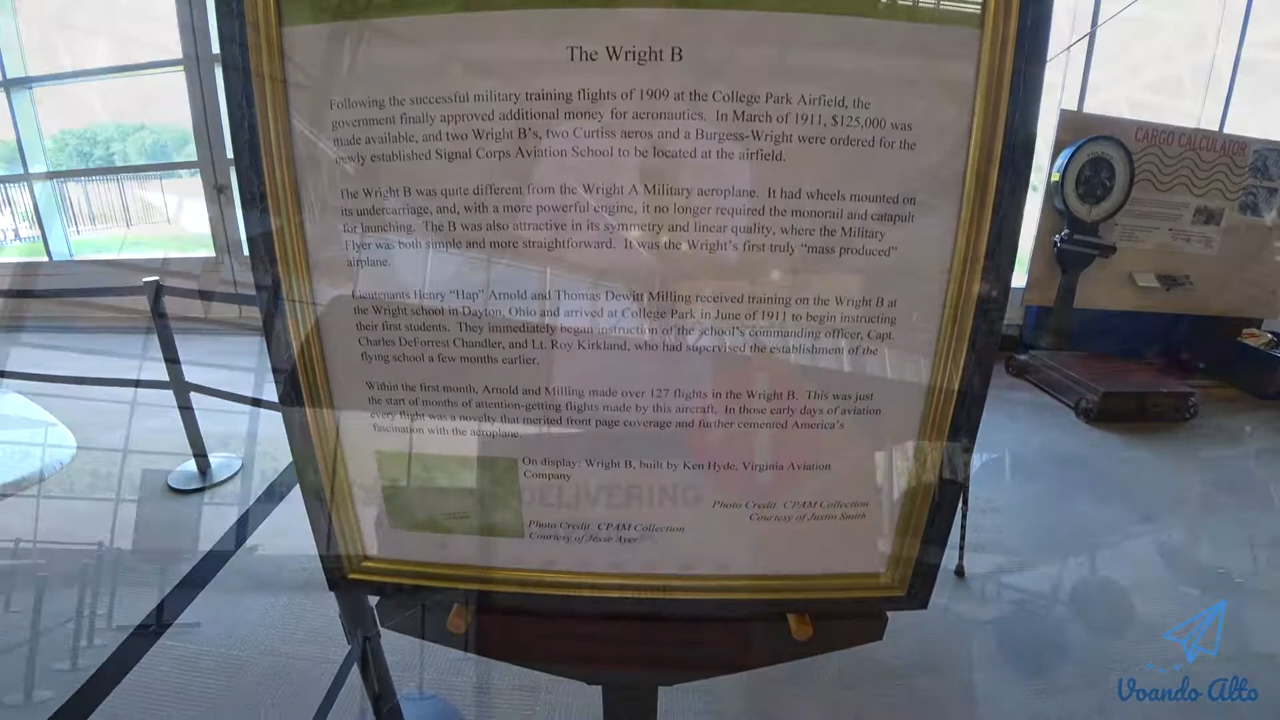 The Wright B
Following the successful military training flights of 1909 at the College Park Airfield, the
government finally approved additional money for aeronautics. In March of 1911, $125,000 was
made available, and two Wright B's, two Curtiss aeros and a Burgess-Wright were ordered for the
newly established Signal Corps Aviation School to be located at the airfield.
The Wright B was quite different from the Wright A Military aeroplane. It had wheels mounted on
its undercarriage, and, with a more powerful engine, it no longer required the monorail and catapult
for launching. The B was also attractive in its symmetry and linear quality, where the Military
Flyer was both simple and more straightforward. It was the Wright's first truly "mass produced"
airplane.
Lieutenants Henry "Hap" Arnold and Thomas Dewitt Milling received training on the Wright B at
the Wright school in Dayton, Ohio and arrived at College Park in June of 1911 to begin instructing
their first students. They immediately began instruction of the school's commanding officer, Capt.
Charles DeForrest Chandler, and Lt. Roy Kirkland, who had supervised the establishment of the
flying school a few months earlier.
Within the first month, Arnold and Milling made over 127 flights in the Wright B. This was just
the start of months of attention-getting flights made by this aircraft. In those early days of aviation
every flight was a novelty that merited front page coverage and further cemented America's
fascination with the aeroplane.
On display: Wright B, built by Ken Hyde, Virginia Aviation
Company
DELIVERING
Photo Credit: CPAM Collection
Courtesy of Justin Smith
Photo Credit: CPAM Collection
Courtesy of Jesse Ayer
CARGO CALCULATOR
Voando Alto